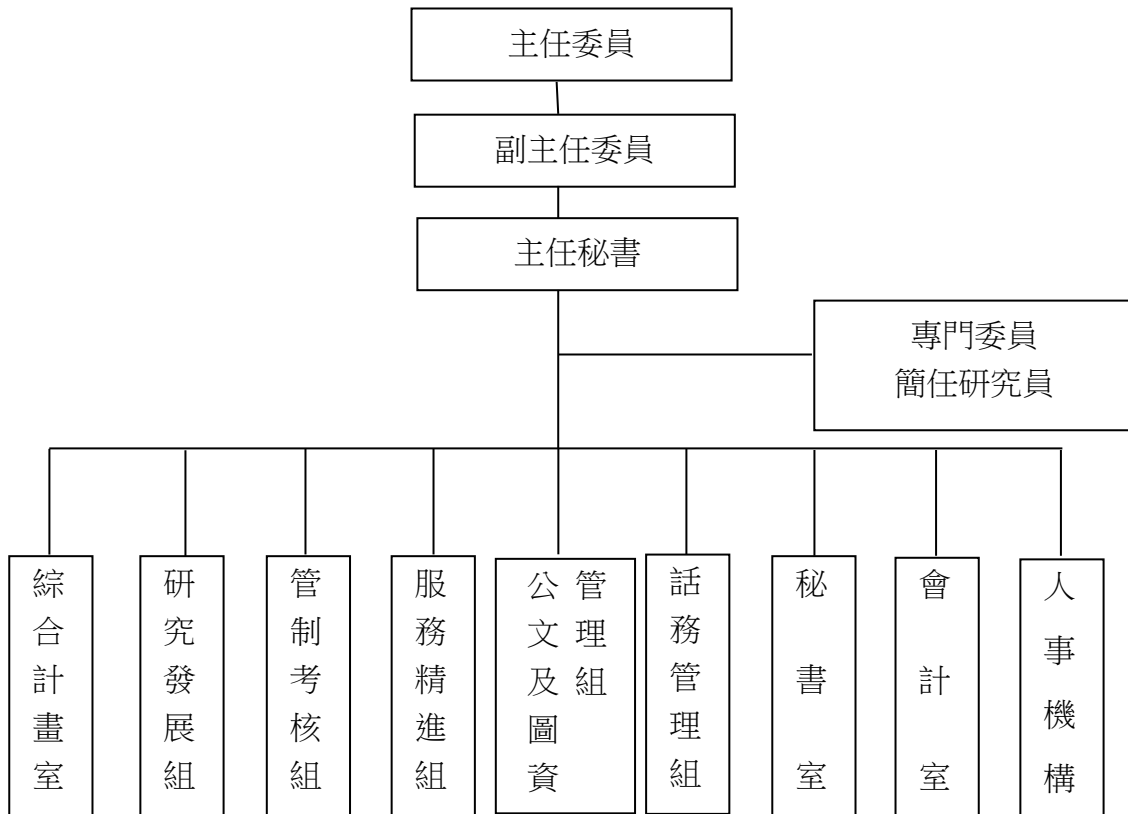 主任委員
副主任委員
主任秘書
專門委員
簡任研究員
綜合計畫室
研究發展組
管制考核組
服務精進組
公文及圖資
管理組
話務管理組
秘書室
會計室
人事機構